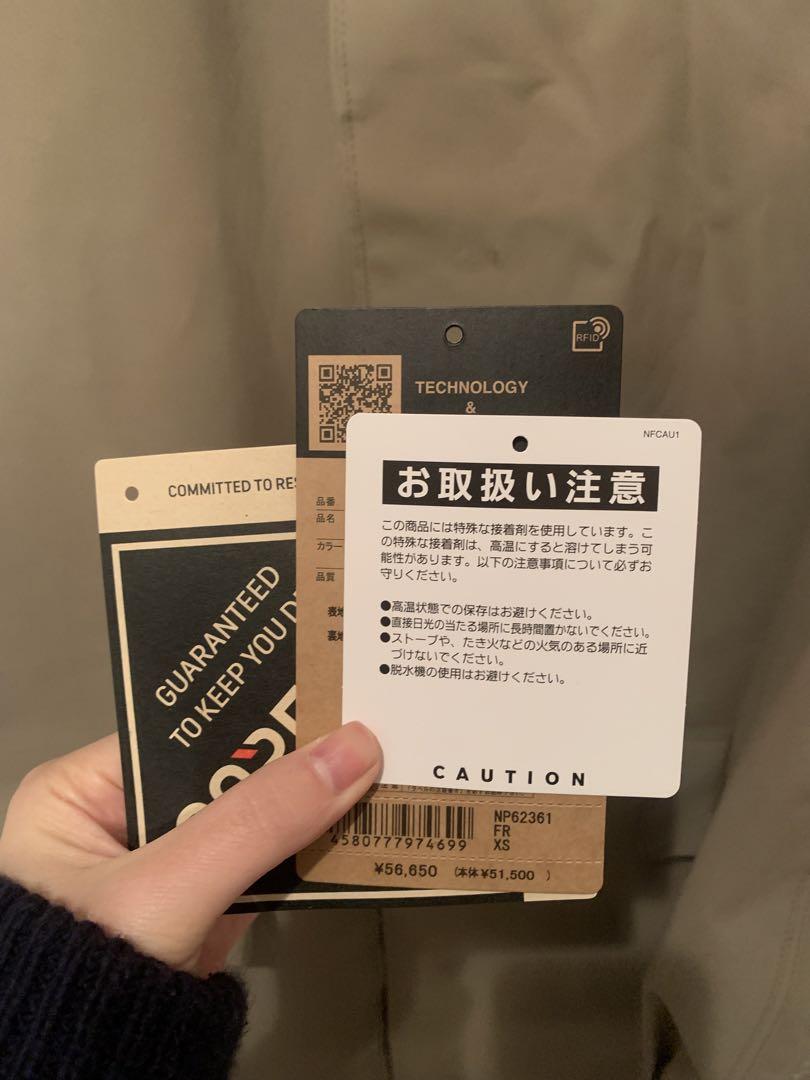 RFID
TECHNOLOGY
&
NFCAU1
お取扱い注意
この商品には特殊な接着剤を使用しています。こ
の特殊な接着剤は、高温にすると溶けてしまう可
能性があります。以下の注意事項について必ずお
守りください。
●高温状態での保存はお避けください。
●直接日光の当たる場所に長時間置かないでください。
●ストーブや、たき火などの火気のある場所に近
づけないでください。
●脱水機の使用はお避けください。
CAUTION
COMMITTED TO
GUARANTEED
TO KEEP YOU
品番
品名
カラー
品質
NP62361
4580777974699
FR
XS
¥56,650 (本体¥51,500 )